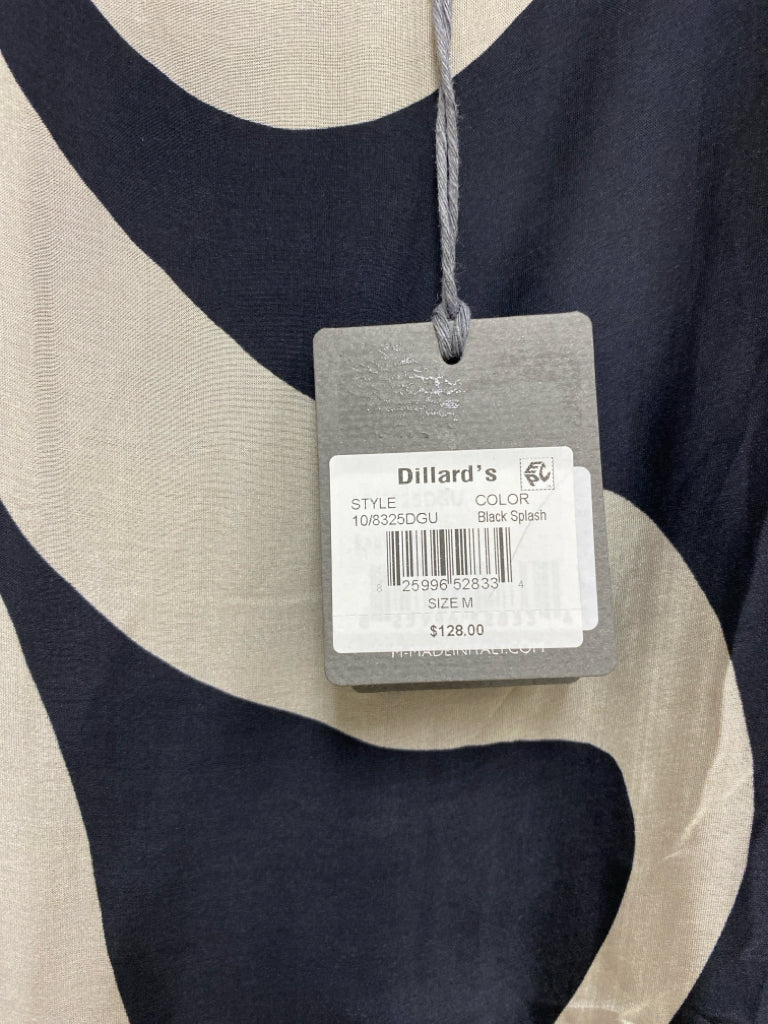 Dillard's
STYLE COLOR
10/8325DGU Black Splash
8 25996 52833 4
SIZE M
$128.00
M-MADEINITALY.COM